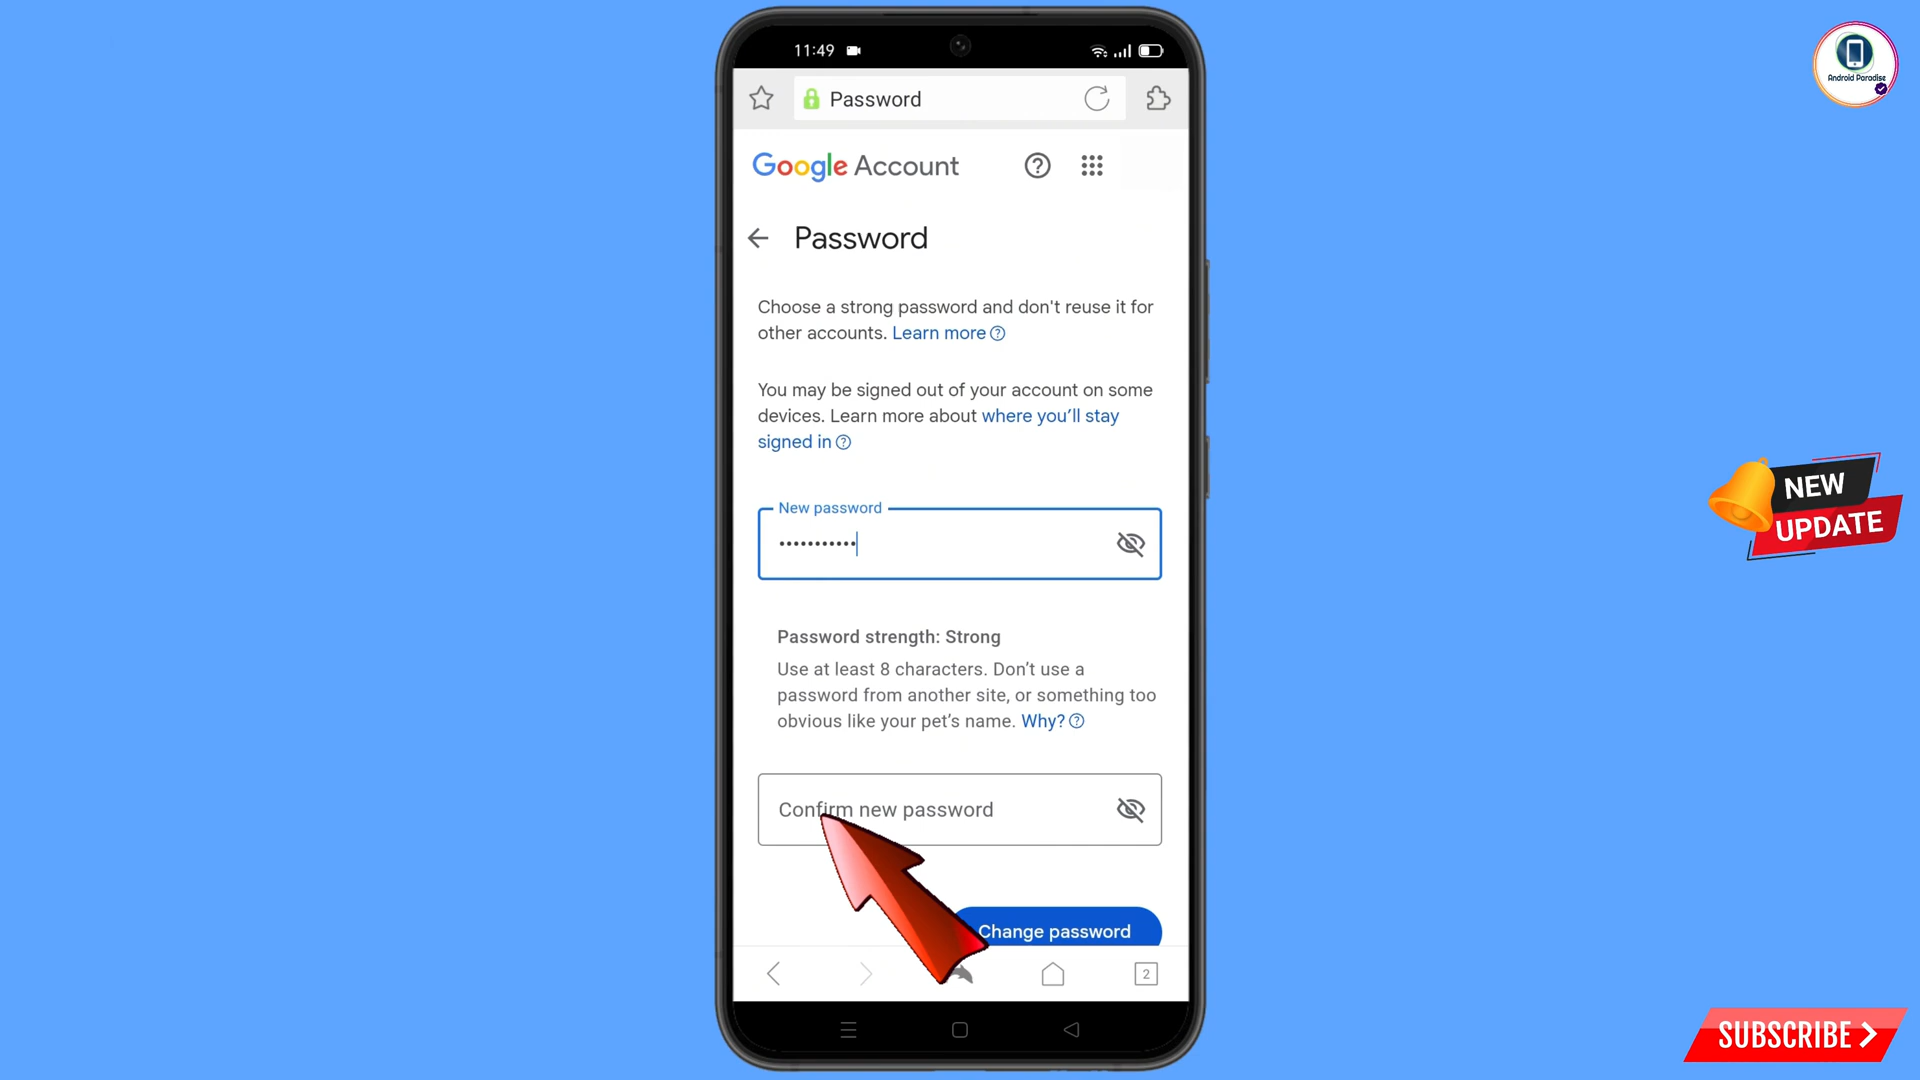 11:49
Password
Google Account
Password
Choose a strong password and don't reuse it for
other accounts. Learn more
You may be signed out of your account on some
devices. Learn more about where you'll stay
signed in
New password
•••••••••••
Password strength: Strong
Use at least 8 characters. Don't use a
password from another site, or something too
obvious like your pet's name. Why?
Confirm new password
Change password
2
Android Paradise
NEW
UPDATE
SUBSCRIBE